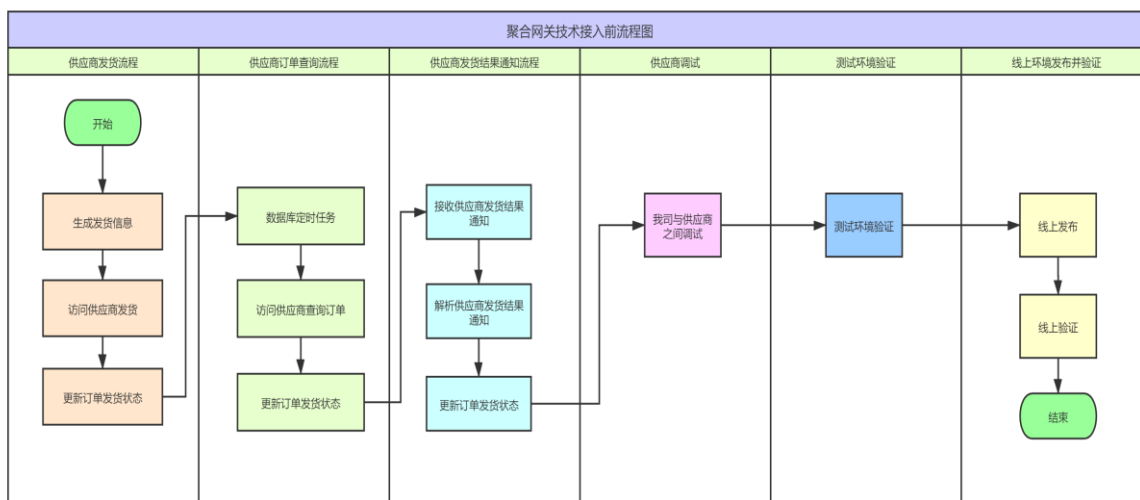 聚合网关技术接入前流程图
供应商发货流程
供应商订单查询流程
供应商发货结果通知流程
供应商调试
测试环境验证
线上环境发布并验证
开始
生成发货信息
访问供应商发货
更新订单发货状态
数据库定时任务
访问供应商查询订单
更新订单发货状态
接收供应商发货结果
通知
解析供应商发货结果
通知
更新订单发货状态
我司与供应商
之间调试
测试环境验证
线上发布
线上验证
结束